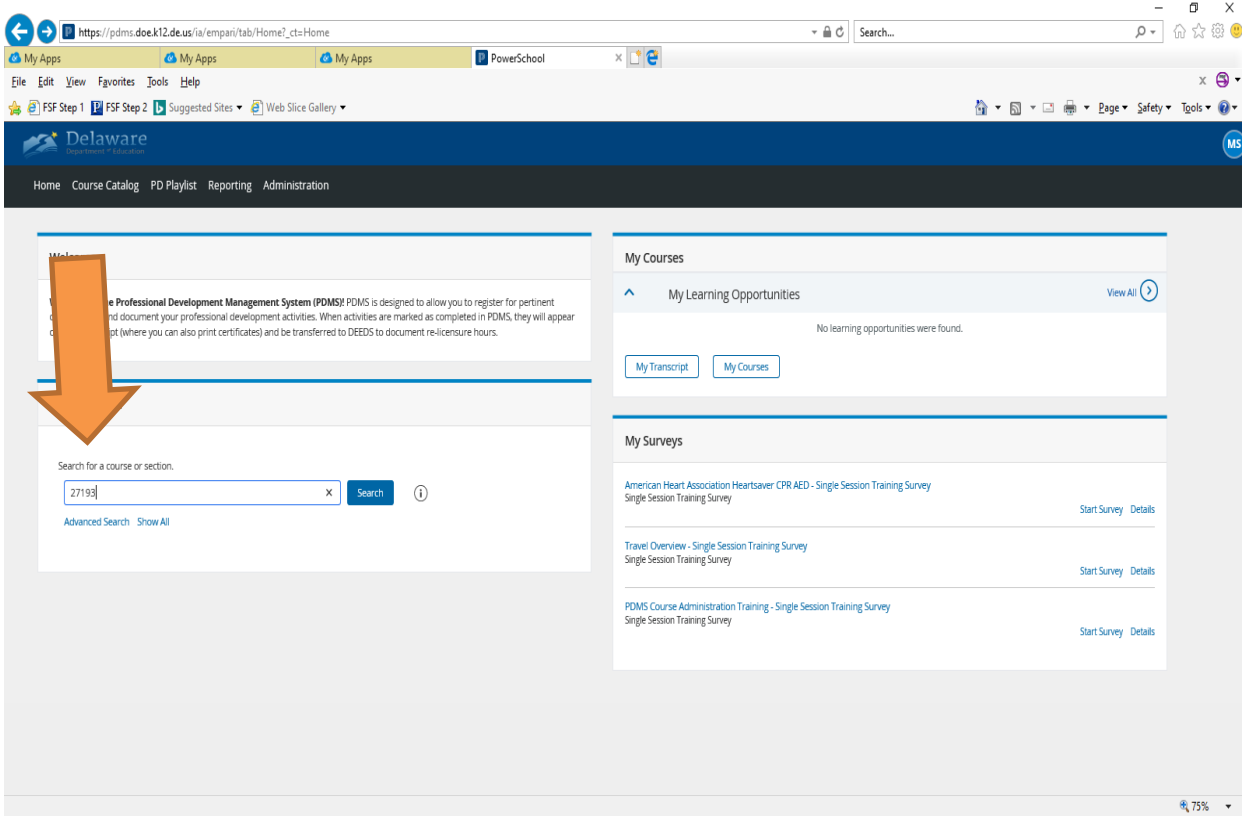 https://pdms.doe.k12.de.us/ia/empari/tab/Home?_ct=Home
Search...
My Apps
My Apps
My Apps
PowerSchool
File Edit View Favorites Tools Help
FSF Step 1 FSF Step 2 Suggested Sites Web Slice Gallery
Page Safety Tools
Delaware
Department of Education
MS
Home Course Catalog PD Playlist Reporting Administration
Professional Development Management System (PDMS)! PDMS is designed to allow you to register for pertinent
nd document your professional development activities. When activities are marked as completed in PDMS, they will appear
pt (where you can also print certificates) and be transferred to DEEDS to document re-licensure hours.
Search for a course or section.
27193 x Search i
Advanced Search Show All
My Courses
My Learning Opportunities View All
No learning opportunities were found.
My Transcript My Courses
My Surveys
American Heart Association Heartsaver CPR AED - Single Session Training Survey
Single Session Training Survey
Start Survey Details
Travel Overview - Single Session Training Survey
Single Session Training Survey
Start Survey Details
PDMS Course Administration Training - Single Session Training Survey
Single Session Training Survey
Start Survey Details
75%